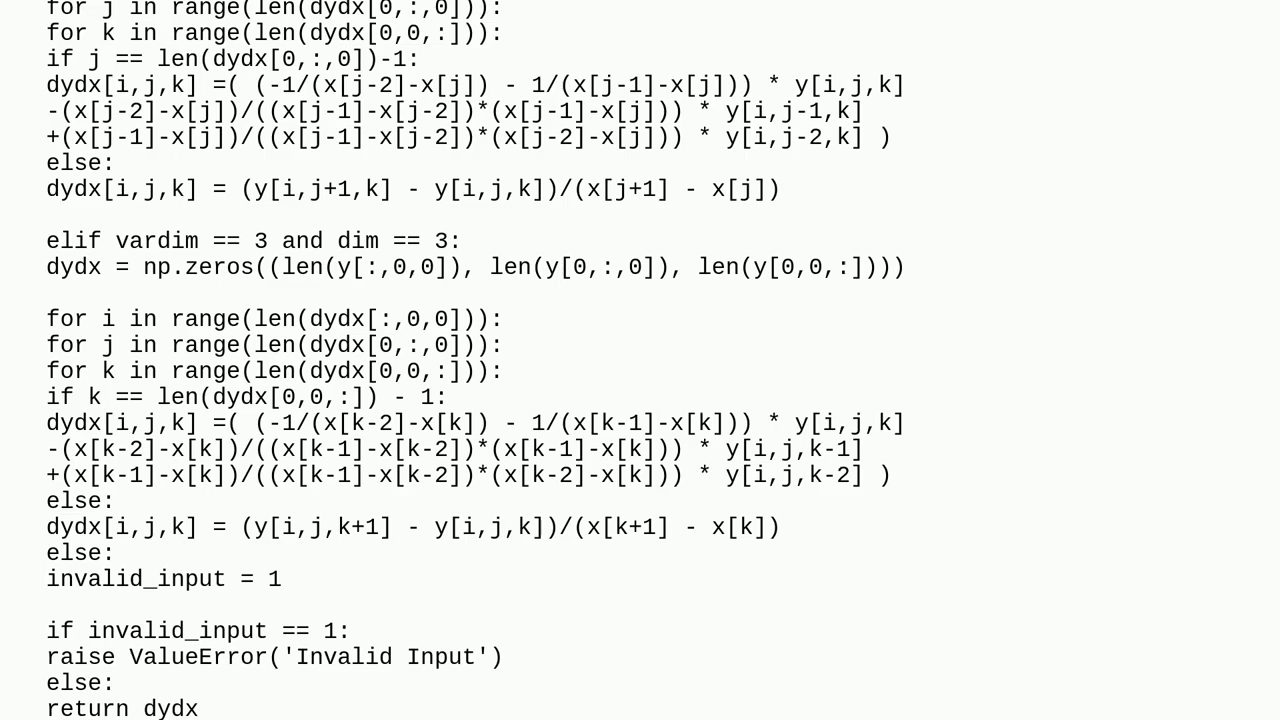 for j in range(len(dydx[0,:,0])):
for k in range(len(dydx[0,0,:])):
if j == len(dydx[0,:,0])-1:
dydx[i,j,k] =( (-1/(x[j-2]-x[j]) - 1/(x[j-1]-x[j])) * y[i,j,k]
-(x[j-2]-x[j])/((x[j-1]-x[j-2])*(x[j-1]-x[j])) * y[i,j-1,k]
+(x[j-1]-x[j])/((x[j-1]-x[j-2])*(x[j-2]-x[j])) * y[i,j-2,k] )
else:
dydx[i,j,k] = (y[i,j+1,k] - y[i,j,k])/(x[j+1] - x[j])
elif vardim == 3 and dim == 3:
dydx = np.zeros((len(y[:,0,0]), len(y[0,:,0]), len(y[0,0,:])))
for i in range(len(dydx[:,0,0])):
for j in range(len(dydx[0,:,0])):
for k in range(len(dydx[0,0,:])):
if k == len(dydx[0,0,:]) - 1:
dydx[i,j,k] =( (-1/(x[k-2]-x[k]) - 1/(x[k-1]-x[k])) * y[i,j,k]
-(x[k-2]-x[k])/((x[k-1]-x[k-2])*(x[k-1]-x[k])) * y[i,j,k-1]
+(x[k-1]-x[k])/((x[k-1]-x[k-2])*(x[k-2]-x[k])) * y[i,j,k-2] )
else:
dydx[i,j,k] = (y[i,j,k+1] - y[i,j,k])/(x[k+1] - x[k])
else:
invalid_input = 1
if invalid_input == 1:
raise ValueError('Invalid Input')
else:
return dydx